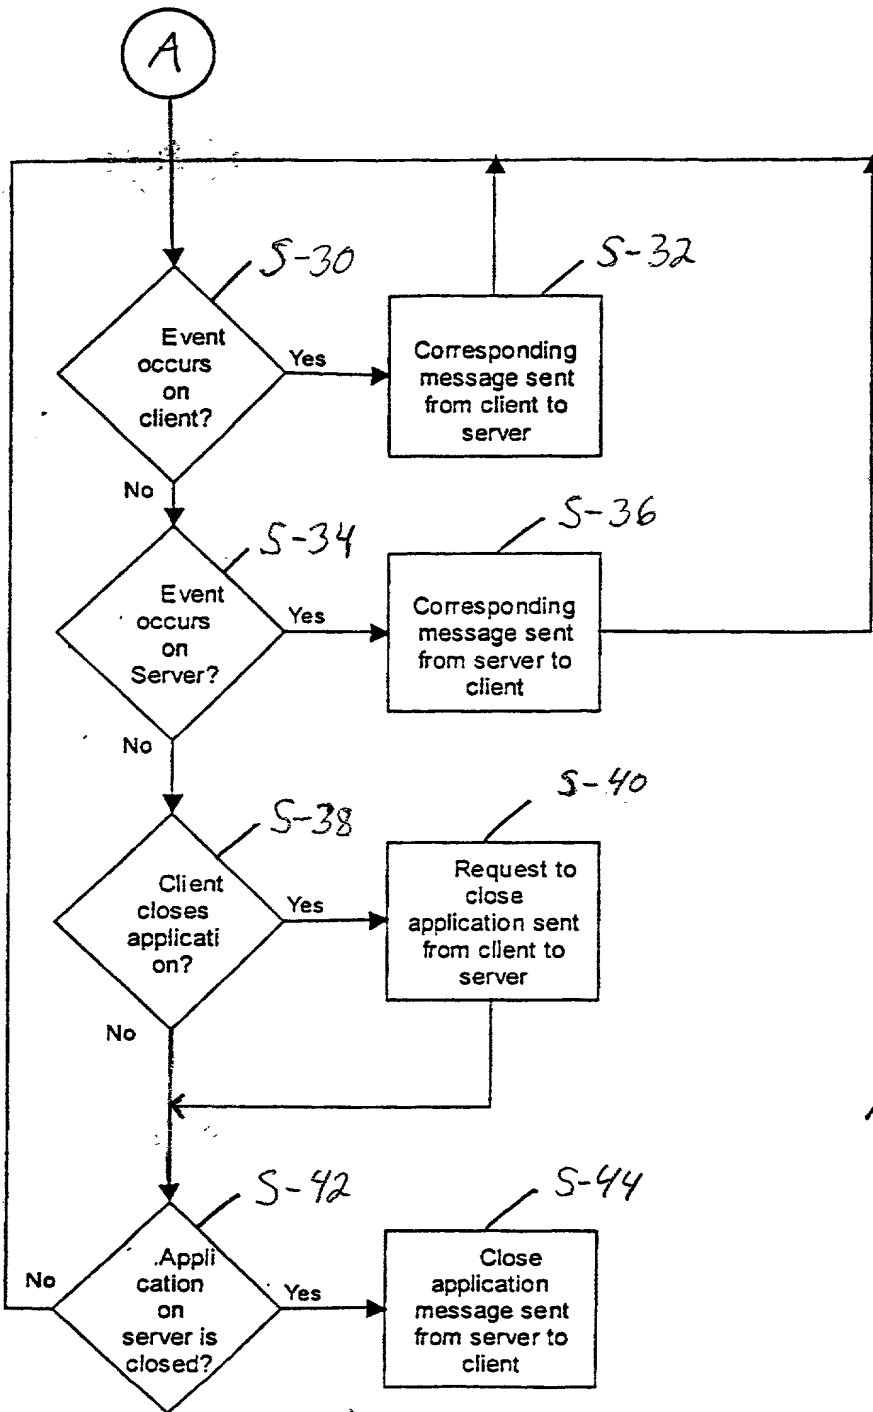 A
S-30
Event
occurs
on
client?
Yes
No
S-32
Corresponding
message sent
from client to
server
S-34
Event
occurs
on
Server?
Yes
No
S-36
Corresponding
message sent
from server to
client
S-38
Client
closes
applicati
on?
Yes
No
S-40
Request to
close
application sent
from client to
server
S-42
.Appli
cation
on
server is
closed?
No
Yes
S-44
Close
application
message sent
from server to
client